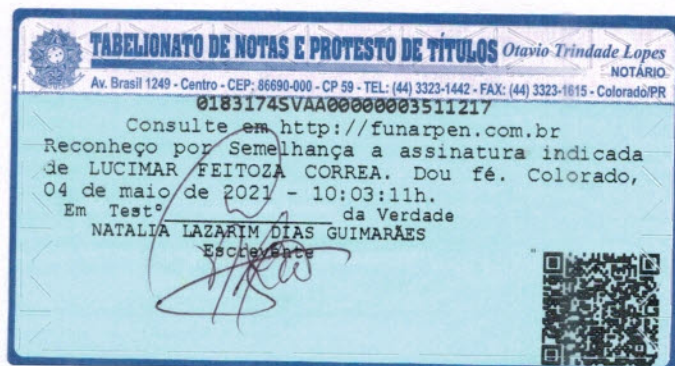 TABELIONATO DE NOTAS E PROTESTO DE TÍTULOS Otavio Trindade Lopes
NOTÁRIO
Av. Brasil 1249 - Centro - CEP: 86690-000 - CP 59 - TEL: (44) 3323-1442 - FAX: (44) 3323-1615 - Colorado/PR
0183174SVAA00000003511217
Consulte em http://funarpen.com.br
Reconheço por Semelhança a assinatura indicada
de LUCIMAR FEITOZA CORREA. Dou fé. Colorado,
04 de maio de 2021 - 10:03:11h.
Em Testº da Verdade
NATALIA LAZARIM DIAS GUIMARÃES
Escrevente